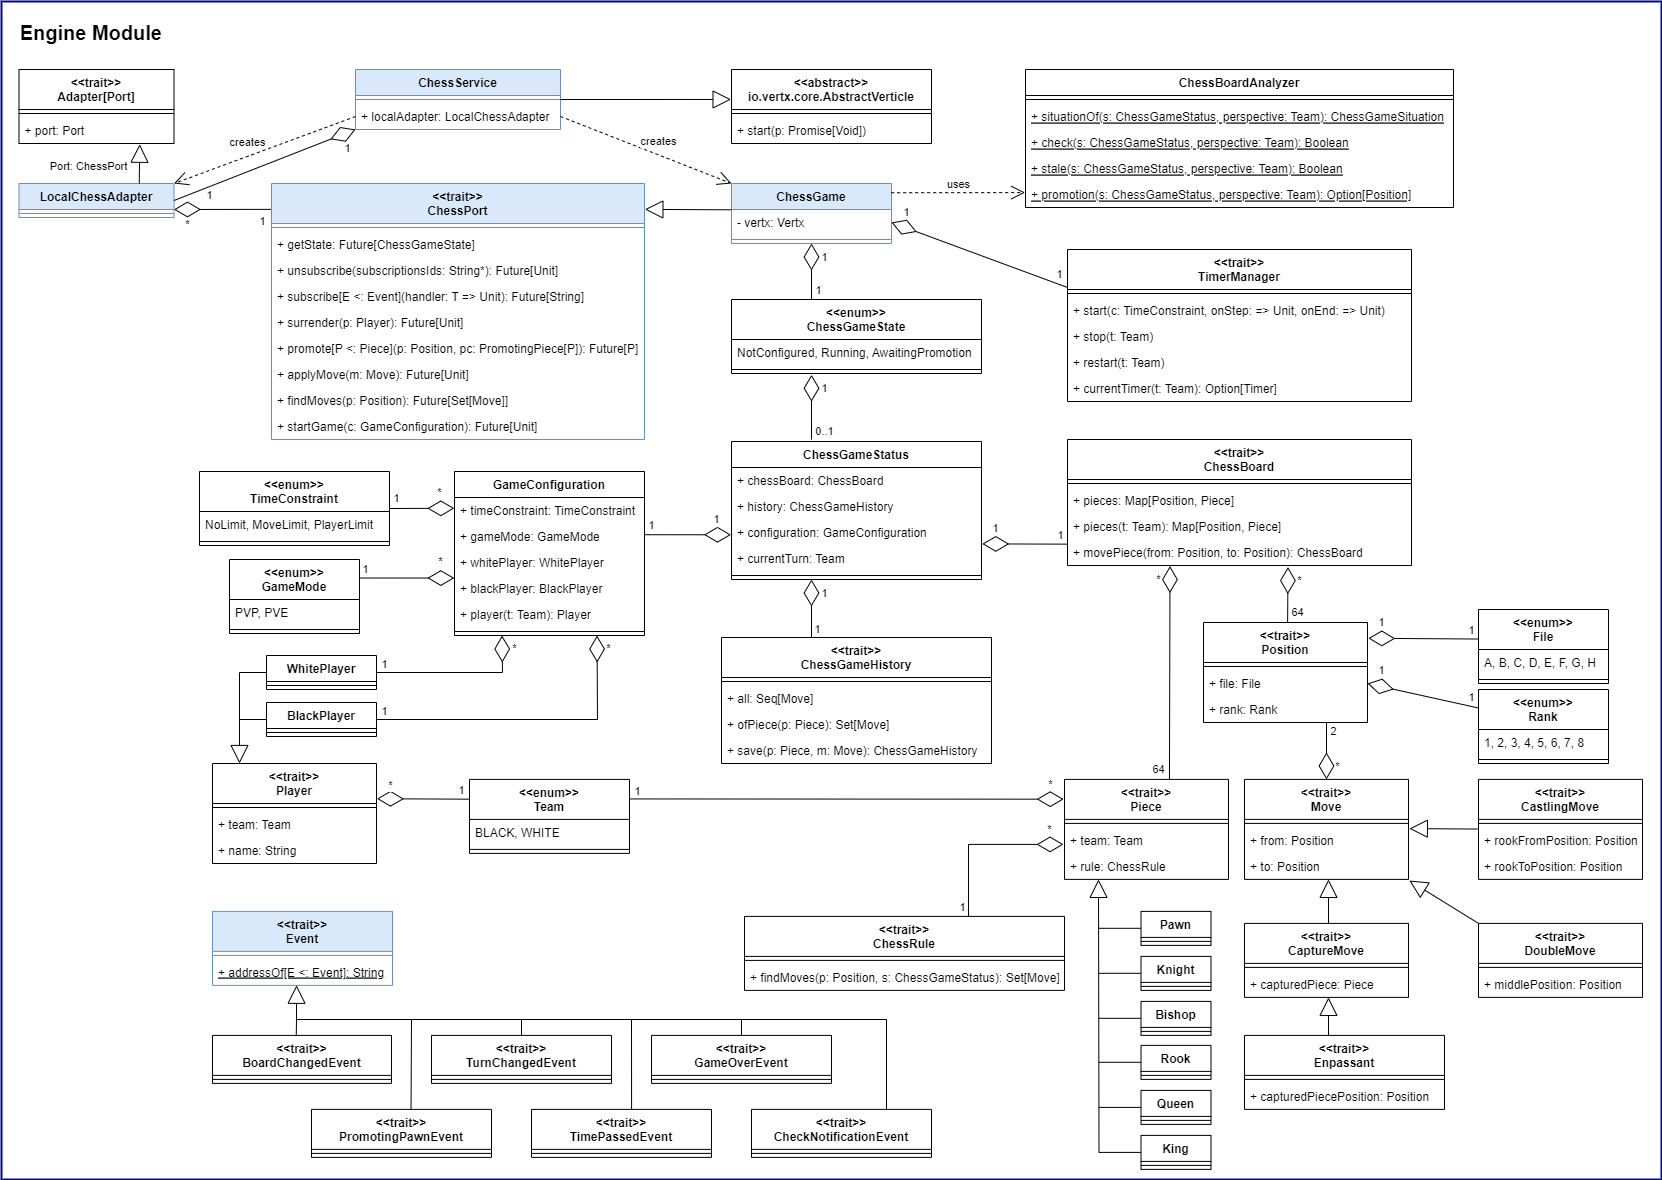 Engine Module
<<trait>>
Adapter[Port]
+ port: Port
ChessService
+ localAdapter: LocalChessAdapter
<<abstract>>
io.vertx.core.AbstractVerticle
+ start(p: Promise[Void])
ChessBoardAnalyzer
+ situationOf(s: ChessGameStatus, perspective: Team): ChessGameSituation
+ check(s: ChessGameStatus, perspective: Team): Boolean
+ stale(s: ChessGameStatus, perspective: Team): Boolean
+ promotion(s: ChessGameStatus, perspective: Team): Option[Position]
creates
1
creates
Port: ChessPort
uses
LocalChessAdapter
1
*
1
<<trait>>
ChessPort
+ getState: Future[ChessGameState]
+ unsubscribe(subscriptionsIds: String*): Future[Unit]
+ subscribe[E <: Event](handler: T => Unit): Future[String]
+ surrender(p: Player): Future[Unit]
+ promote[P <: Piece](p: Position, pc: PromotingPiece[P]): Future[P]
+ applyMove(m: Move): Future[Unit]
+ findMoves(p: Position): Future[Set[Move]]
+ startGame(c: GameConfiguration): Future[Unit]
ChessGame
- vertx: Vertx
1
1
1
1
<<trait>>
TimerManager
+ start(c: TimeConstraint, onStep: => Unit, onEnd: => Unit)
+ stop(t: Team)
+ restart(t: Team)
+ currentTimer(t: Team): Option[Timer]
<<enum>>
ChessGameState
NotConfigured, Running, AwaitingPromotion
1
0..1
ChessGameStatus
+ chessBoard: ChessBoard
+ history: ChessGameHistory
+ configuration: GameConfiguration
+ currentTurn: Team
1
1
1
1
1
1
<<trait>>
ChessBoard
+ pieces: Map[Position, Piece]
+ pieces(t: Team): Map[Position, Piece]
+ movePiece(from: Position, to: Position): ChessBoard
<<enum>>
TimeConstraint
NoLimit, MoveLimit, PlayerLimit
1
*
GameConfiguration
+ timeConstraint: TimeConstraint
+ gameMode: GameMode
+ whitePlayer: WhitePlayer
+ blackPlayer: BlackPlayer
+ player(t: Team): Player
<<enum>>
GameMode
PVP, PVE
1
*
*
*
*
*
64
64
WhitePlayer
1
BlackPlayer
1
<<trait>>
ChessGameHistory
+ all: Seq[Move]
+ ofPiece(p: Piece): Set[Move]
+ save(p: Piece, m: Move): ChessGameHistory
<<trait>>
Position
+ file: File
+ rank: Rank
1
1
1
1
<<enum>>
File
A, B, C, D, E, F, G, H
<<enum>>
Rank
1, 2, 3, 4, 5, 6, 7, 8
2
*
<<trait>>
Player
+ team: Team
+ name: String
*
1
<<enum>>
Team
BLACK, WHITE
1
*
*
1
<<trait>>
Piece
+ team: Team
+ rule: ChessRule
<<trait>>
Move
+ from: Position
+ to: Position
<<trait>>
CastlingMove
+ rookFromPosition: Position
+ rookToPosition: Position
<<trait>>
Event
+ addressOf[E <: Event]: String
<<trait>>
ChessRule
+ findMoves(p: Position, s: ChessGameStatus): Set[Move]
Pawn
Knight
Bishop
Rook
Queen
King
<<trait>>
CaptureMove
+ capturedPiece: Piece
<<trait>>
DoubleMove
+ middlePosition: Position
<<trait>>
Enpassant
+ capturedPiecePosition: Position
<<trait>>
BoardChangedEvent
<<trait>>
TurnChangedEvent
<<trait>>
GameOverEvent
<<trait>>
PromotingPawnEvent
<<trait>>
TimePassedEvent
<<trait>>
CheckNotificationEvent